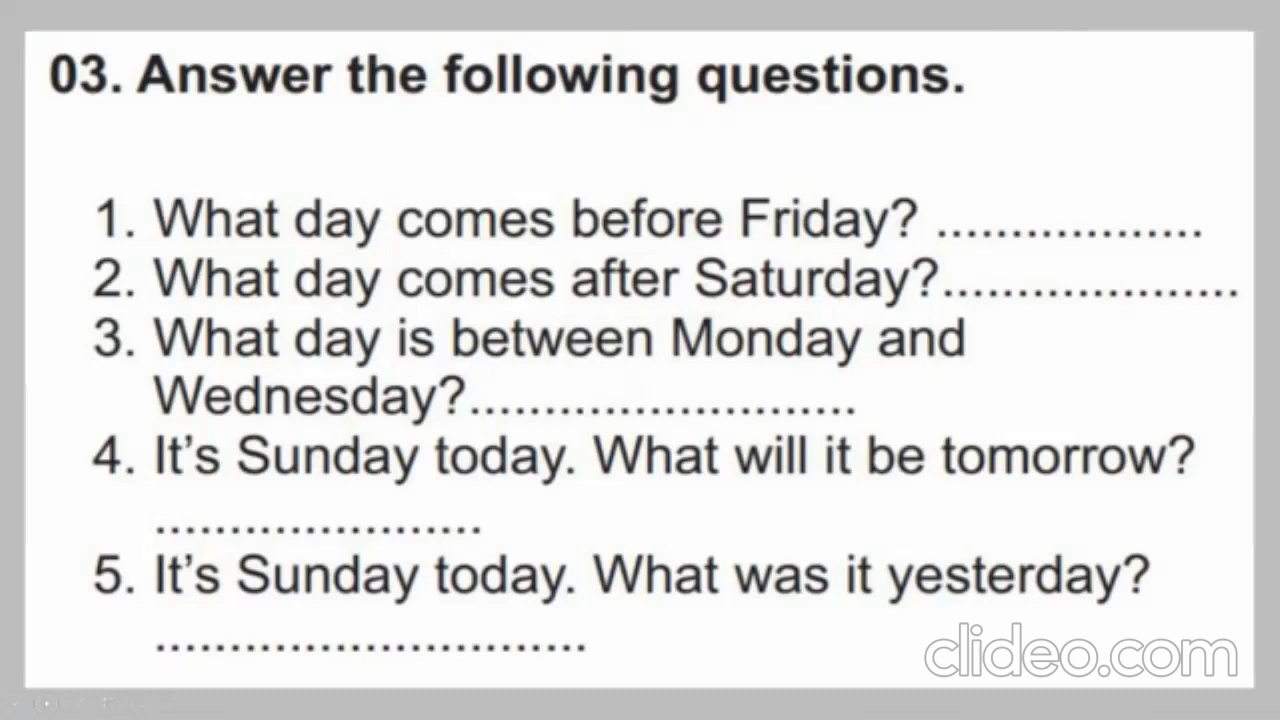 03. Answer the following questions.
1. What day comes before Friday? ..................
2. What day comes after Saturday?....................
3. What day is between Monday and
Wednesday?..........................
4. It’s Sunday today. What will it be tomorrow?
......................
5. It’s Sunday today. What was it yesterday?
.............................
clideo.com